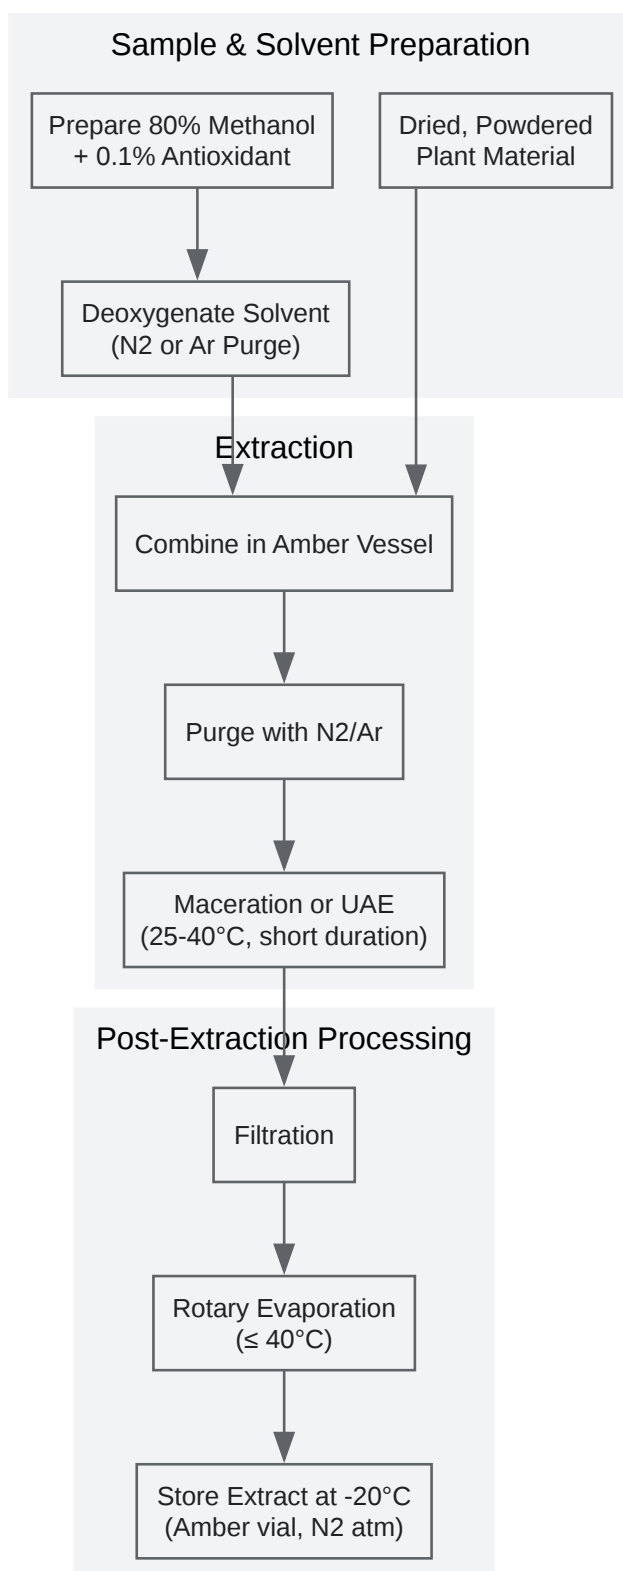 Sample & Solvent Preparation
Prepare 80% Methanol
+ 0.1% Antioxidant
Dried, Powdered
Plant Material
Deoxygenate Solvent
(N2 or Ar Purge)
Extraction
Combine in Amber Vessel
Purge with N2/Ar
Maceration or UAE
(25-40°C, short duration)
Post-Extraction Processing
Filtration
Rotary Evaporation
(≤ 40°C)
Store Extract at -20°C
(Amber vial, N2 atm)